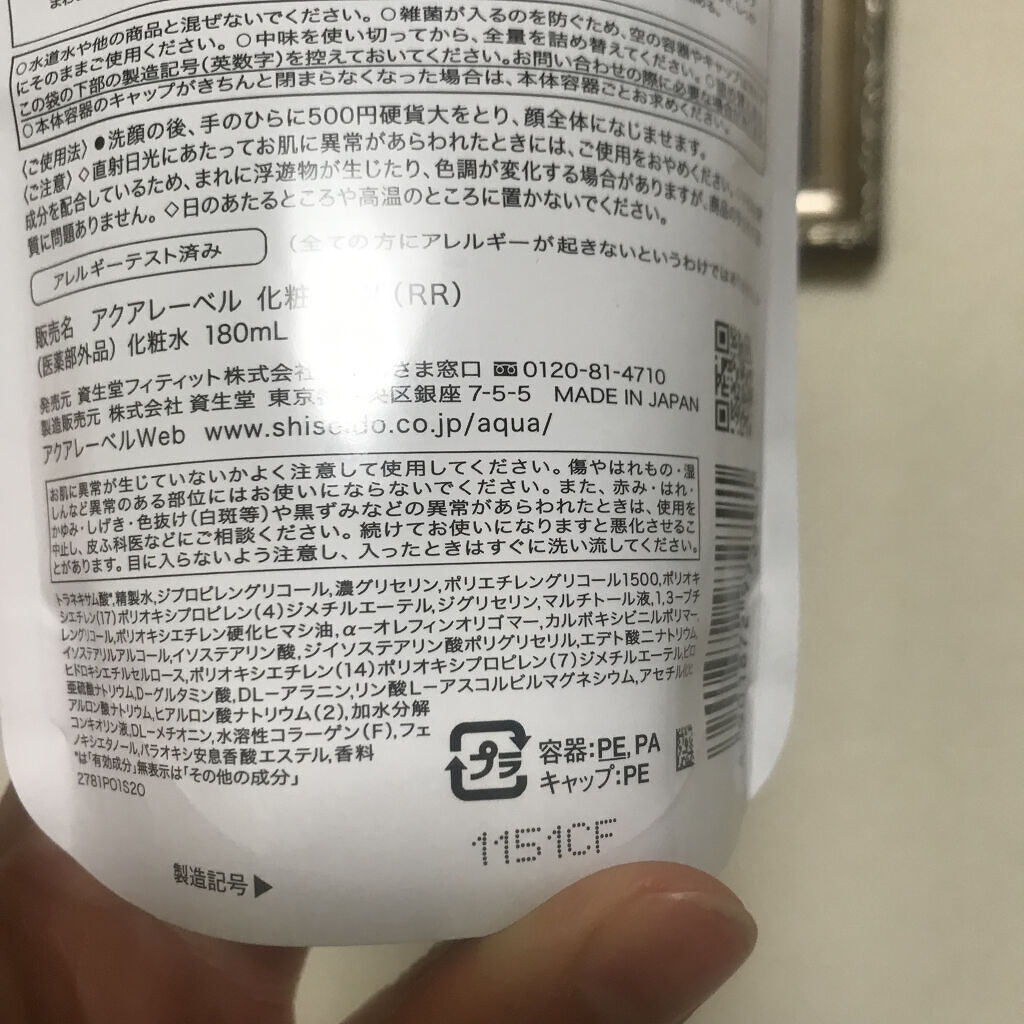 ○水道水や他の商品と混ぜないでください。○雑菌が入るのを防ぐため、空の容器やキャップ
にそのままご使用ください。○中味を使い切ってから、全量を詰め替えてください。
この袋の下部の製造記号(英数字)を控えておいてください。お問い合わせの際に必要な場合が
○本体容器のキャップがきちんと閉まらなくなった場合は、本体容器ごとお求めください。
〈ご使用法〉●洗顔の後、手のひらに500円硬貨大をとり、顔全体になじませます。
〈ご注意〉◇直射日光にあたってお肌に異常があらわれたときには、ご使用をおやめください。
成分を配合しているため、まれに浮遊物が生じたり、色調が変化する場合がありますが、商品の
質に問題ありません。◇日のあたるところや高温のところに置かないでください。
アレルギーテスト済み (全ての方にアレルギーが起きないというわけでは
販売名 アクアレーベル 化粧 (RR)
(医薬部外品) 化粧水 180mL
発売元 資生堂フィティット株式会社 さま窓口 0120-81-4710
製造販売元 株式会社 資生堂 東京 区銀座 7-5-5 MADE IN JAPAN
アクアレーベルWeb www.shiseido.co.jp/aqua/
お肌に異常が生じていないかよく注意して使用してください。傷やはれもの・湿
しんなど異常のある部位にはお使いにならないでください。また、赤み・はれ・
かゆみ・しげき・色抜け(白斑等)や黒ずみなどの異常があらわれたときは、使用を
中止し、皮ふ科医などにご相談ください。続けてお使いになりますと悪化させるこ
とがあります。目に入らないよう注意し、入ったときはすぐに洗い流してください。
トラネキサム酸*,精製水,ジプロピレングリコール,濃グリセリン,ポリエチレングリコール1500,ポリオキ
シエチレン(17)ポリオキシプロピレン(4)ジメチルエーテル,ジグリセリン,マルチトール液,1,3-ブチ
レングリコール,ポリオキシエチレン硬化ヒマシ油,α-オレフィンオリゴマー,カルボキシビニルポリマー,
イソステアリルアルコール,イソステアリン酸,ジイソステアリン酸ポリグリセリル,エデト酸二ナトリウム,
ヒドロキシエチルセルロース,ポリオキシエチレン(14)ポリオキシプロピレン(7)ジメチルエーテル,ピロ
亜硫酸ナトリウム,D-グルタミン酸,DL-アラニン,リン酸L-アスコルビルマグネシウム,アセチル化ヒ
アルロン酸ナトリウム,ヒアルロン酸ナトリウム(2),加水分解
コンキオリン液,DL-メチオニン,水溶性コラーゲン(F),フェ
ノキシエタノール,パラオキシ安息香酸エステル,香料
*は「有効成分」無表示は「その他の成分」
2781P01S20
プラ
容器:PE, PA
キャップ:PE
1151CF
製造記号▶